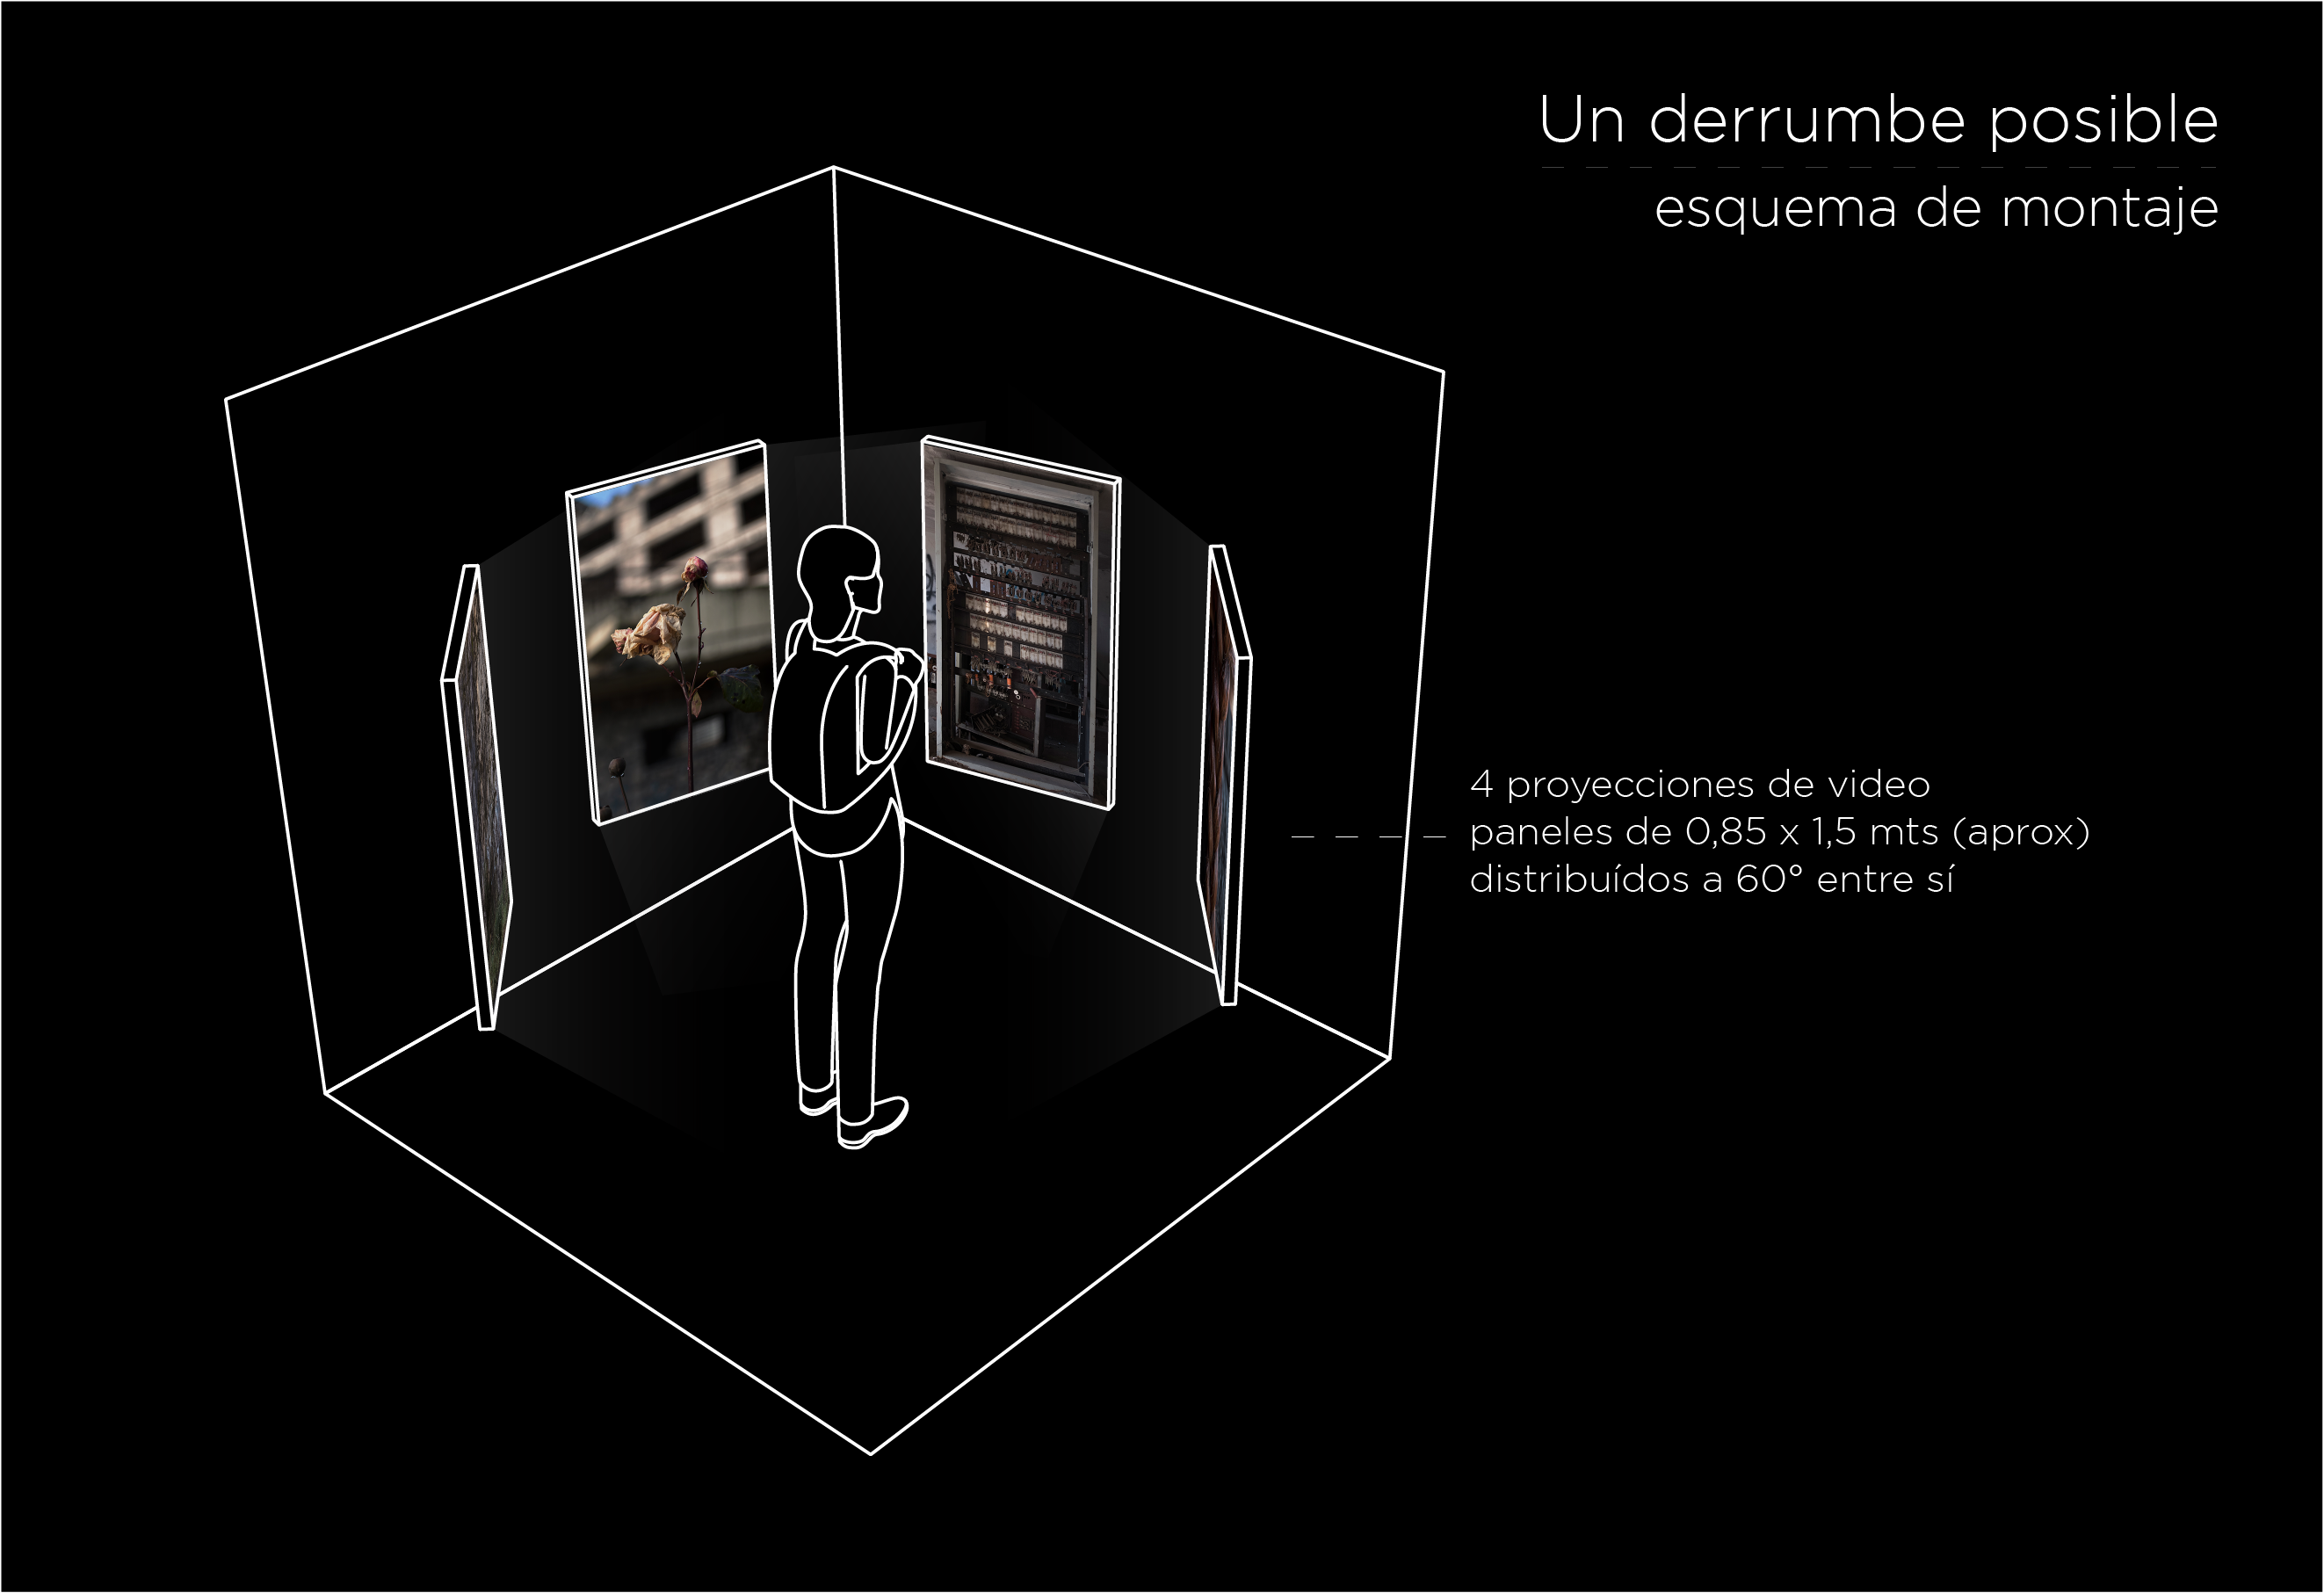 Un derrumbe posible
esquema de montaje
4 proyecciones de video
paneles de 0,85 x 1,5 mts (aprox)
distribuídos a 60° entre sí